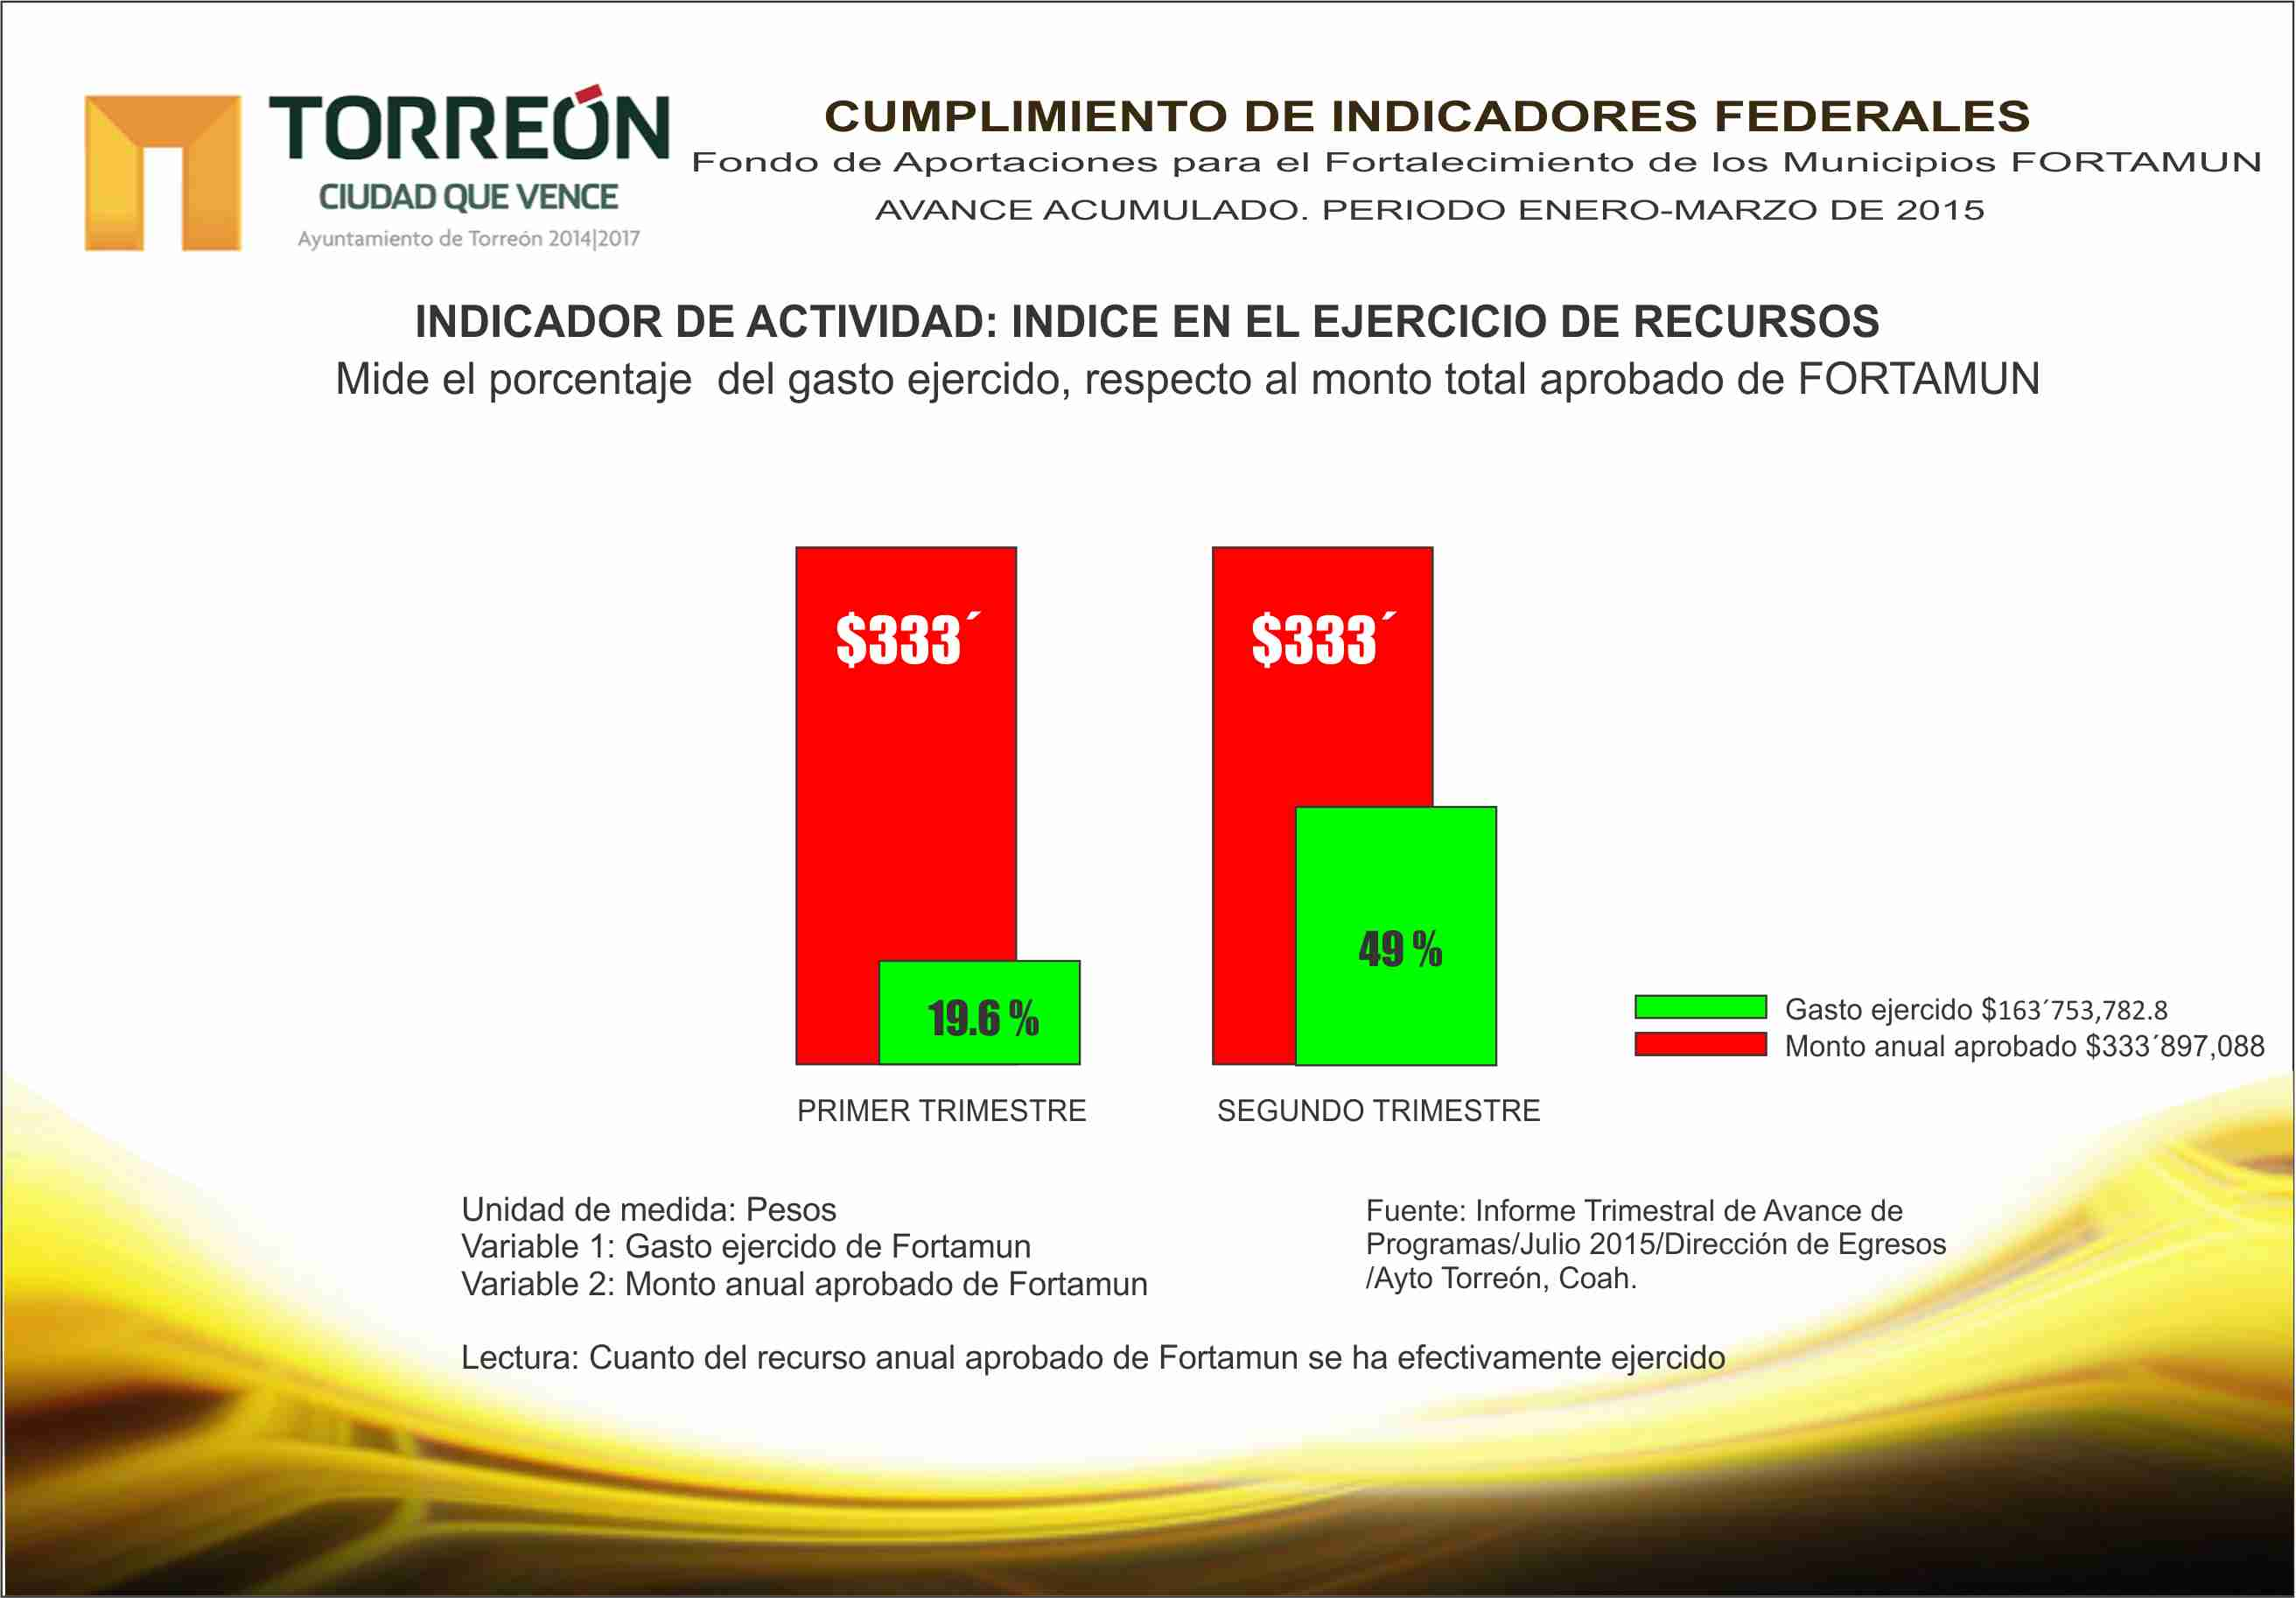 TORREÓN
CIUDAD QUE VENCE
Ayuntamiento de Torreón 2014|2017
CUMPLIMIENTO DE INDICADORES FEDERALES
Fondo de Aportaciones para el Fortalecimiento de los Municipios FORTAMUN
AVANCE ACUMULADO. PERIODO ENERO-MARZO DE 2015
INDICADOR DE ACTIVIDAD: INDICE EN EL EJERCICIO DE RECURSOS
Mide el porcentaje del gasto ejercido, respecto al monto total aprobado de FORTAMUN
$333´
$333´
49 %
19.6 %
Gasto ejercido $163´753,782.8
Monto anual aprobado $333´897,088
PRIMER TRIMESTRE
SEGUNDO TRIMESTRE
Unidad de medida: Pesos
Variable 1: Gasto ejercido de Fortamun
Variable 2: Monto anual aprobado de Fortamun
Fuente: Informe Trimestral de Avance de
Programas/Julio 2015/Dirección de Egresos
/Ayto Torreón, Coah.
Lectura: Cuanto del recurso anual aprobado de Fortamun se ha efectivamente ejercido